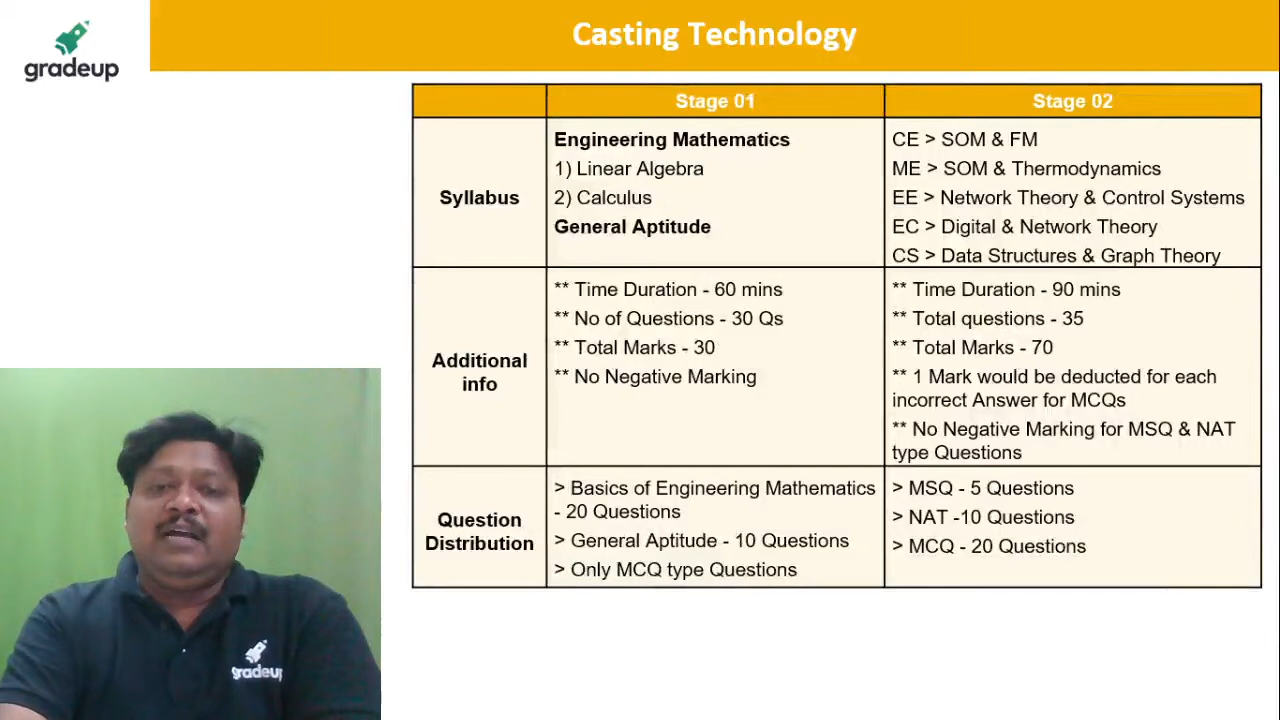 gradeup
Casting Technology
Stage 01
Stage 02
Syllabus
Engineering Mathematics
1) Linear Algebra
2) Calculus
General Aptitude
CE > SOM & FM
ME > SOM & Thermodynamics
EE > Network Theory & Control Systems
EC > Digital & Network Theory
CS > Data Structures & Graph Theory
Additional
info
** Time Duration - 60 mins
** No of Questions - 30 Qs
** Total Marks - 30
** No Negative Marking
** Time Duration - 90 mins
** Total questions - 35
** Total Marks - 70
** 1 Mark would be deducted for each
incorrect Answer for MCQs
** No Negative Marking for MSQ & NAT
type Questions
Question
Distribution
> Basics of Engineering Mathematics
- 20 Questions
> General Aptitude - 10 Questions
> Only MCQ type Questions
> MSQ - 5 Questions
> NAT -10 Questions
> MCQ - 20 Questions
gradeup